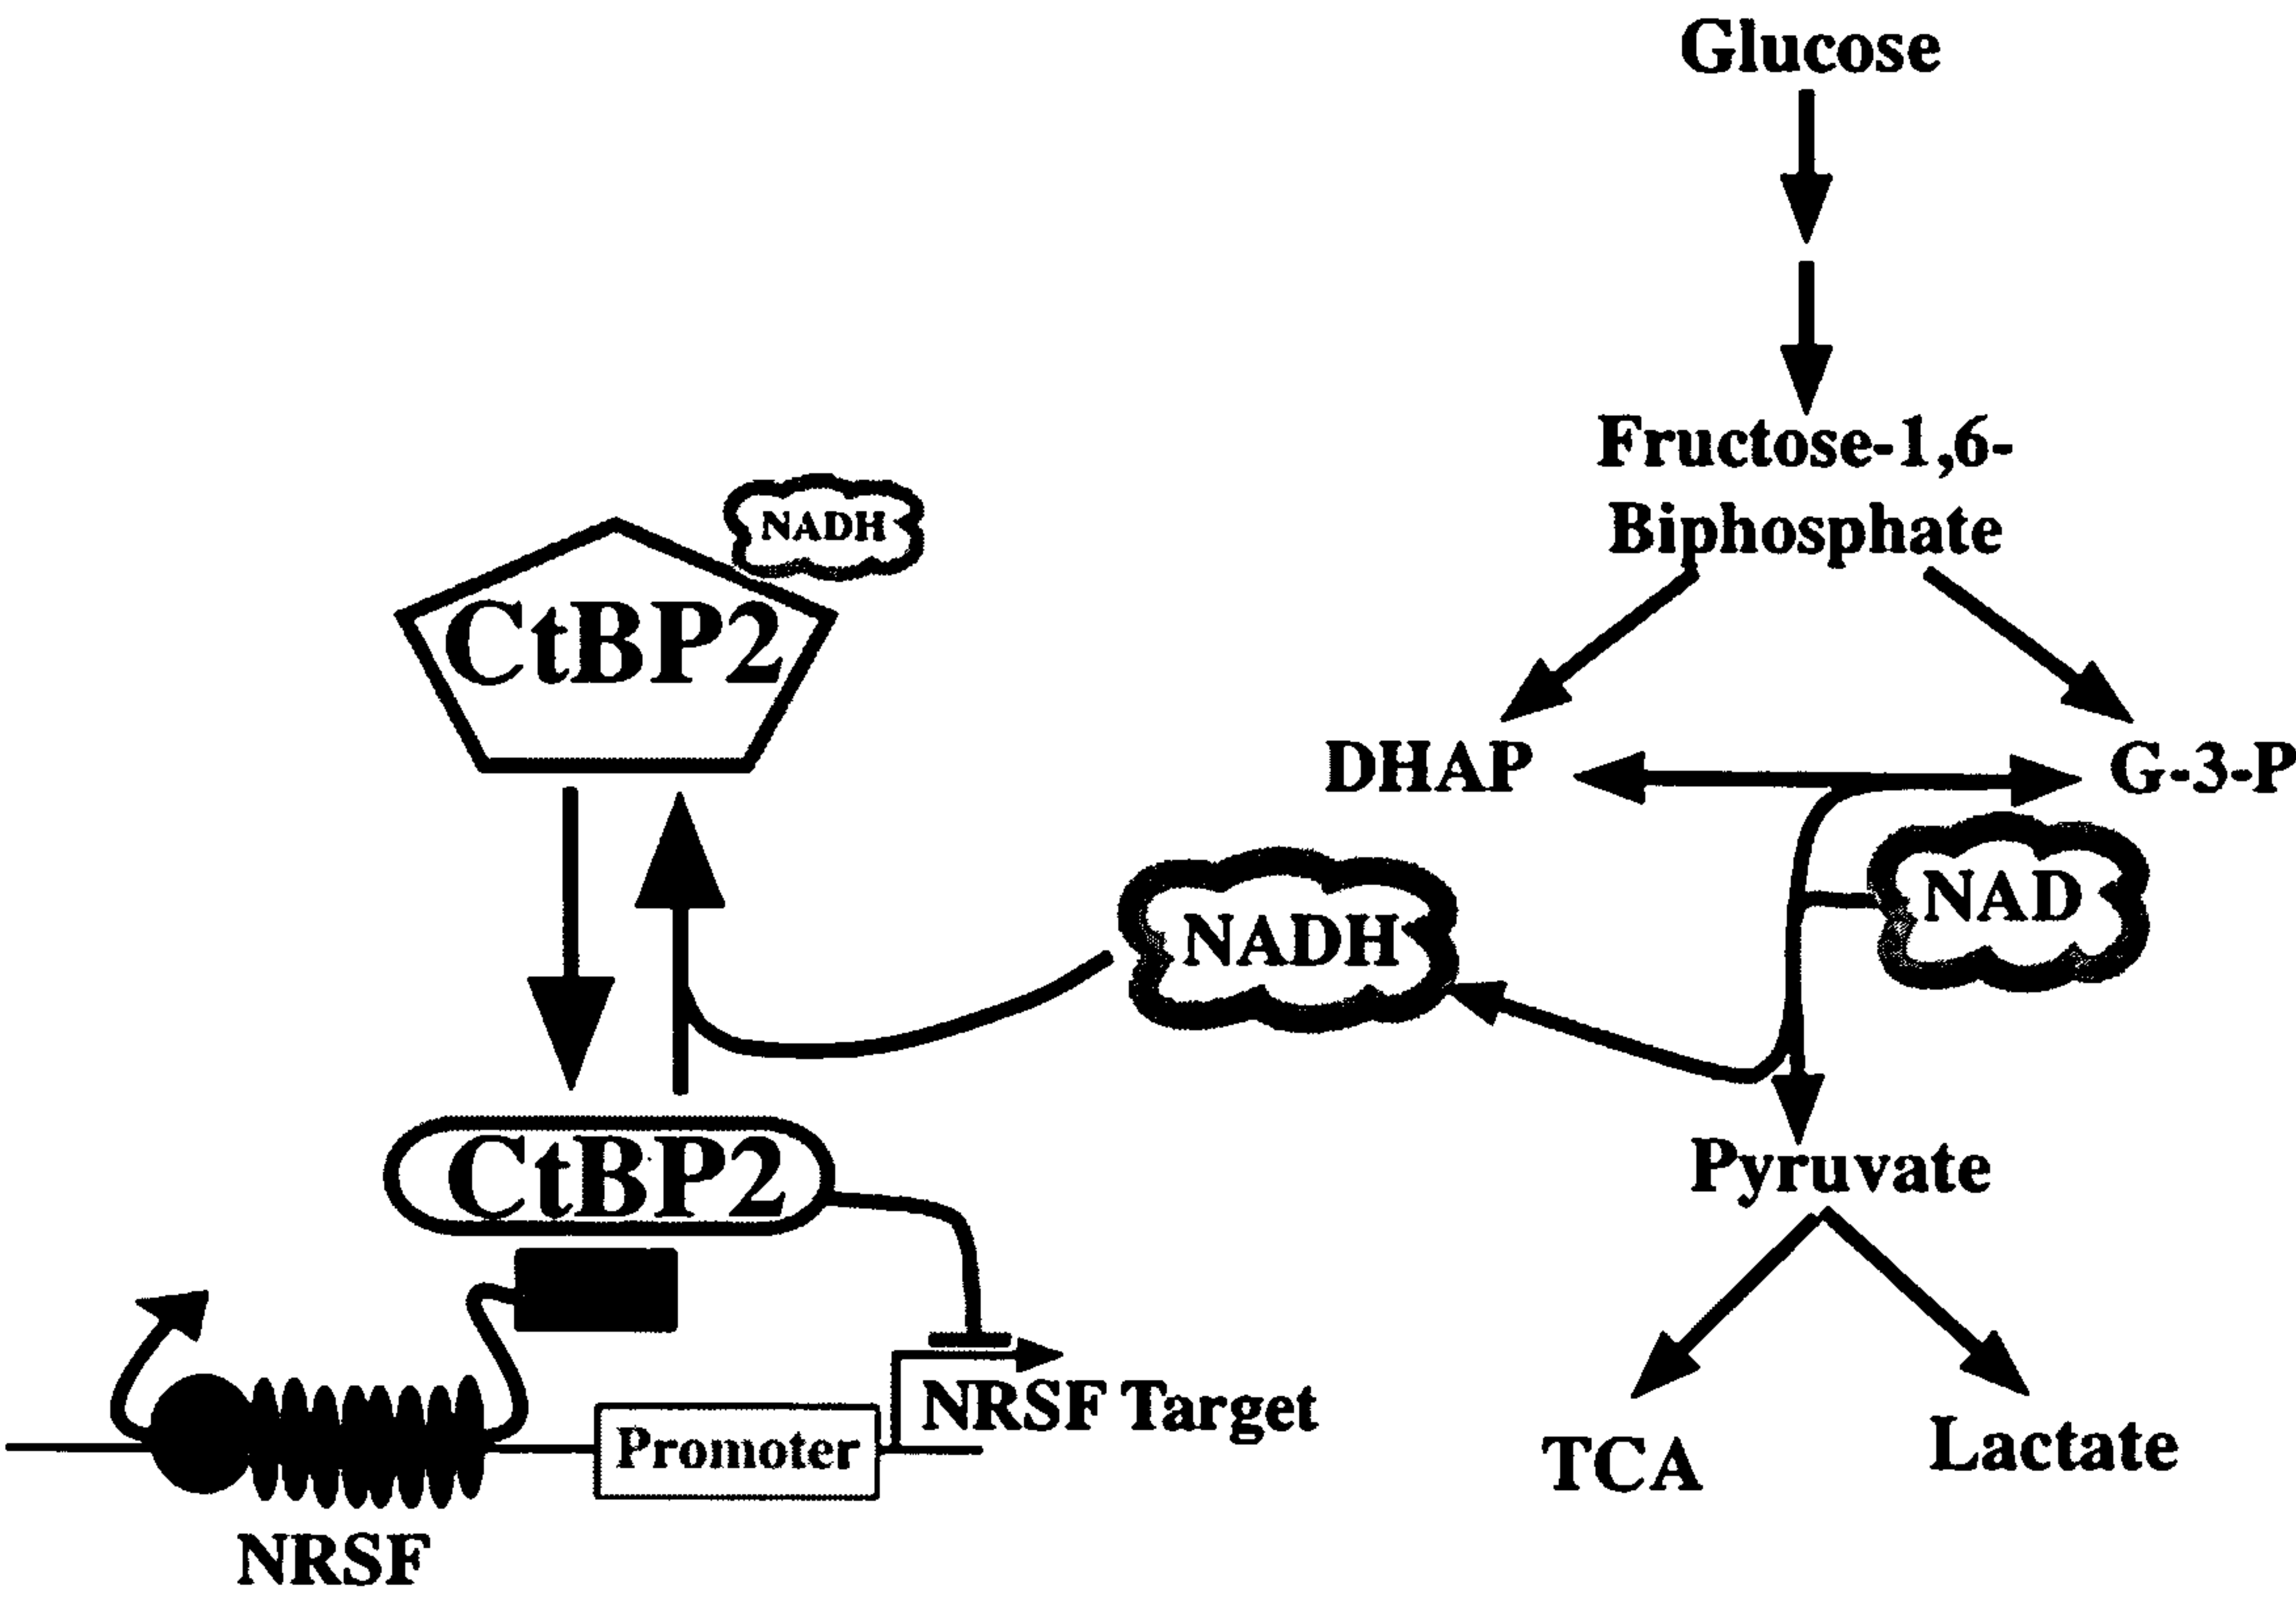 Glucose
Fructose-1,6-
Biphosphate
NADH
CtBP2
DHAP
G-3-P
NAD
NADH
CtBP2
Pyruvate
NRSF Target
Promoter
TCA
Lactate
NRSF